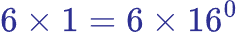 6 × 1 = 6 × 16⁰